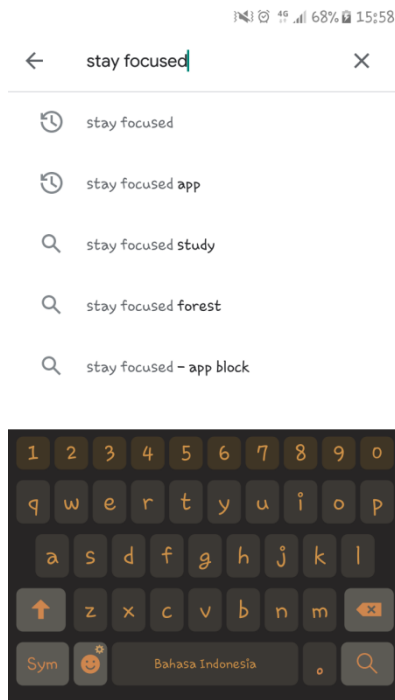 4G 68% 15:58
stay focused
stay focused
stay focused app
stay focused study
stay focused forest
stay focused - app block
1 2 3 4 5 6 7 8 9 0
q w e r t y u i o p
a s d f g h j k l
z x c v b n m
Sym Bahasa Indonesia .